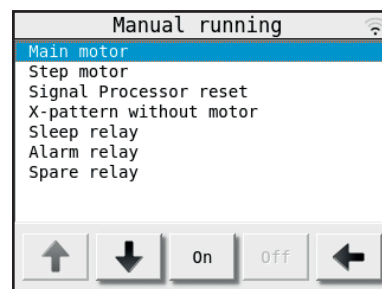 Manual running
Main motor
Step motor
Signal Processor reset
X-pattern without motor
Sleep relay
Alarm relay
Spare relay
On
Off